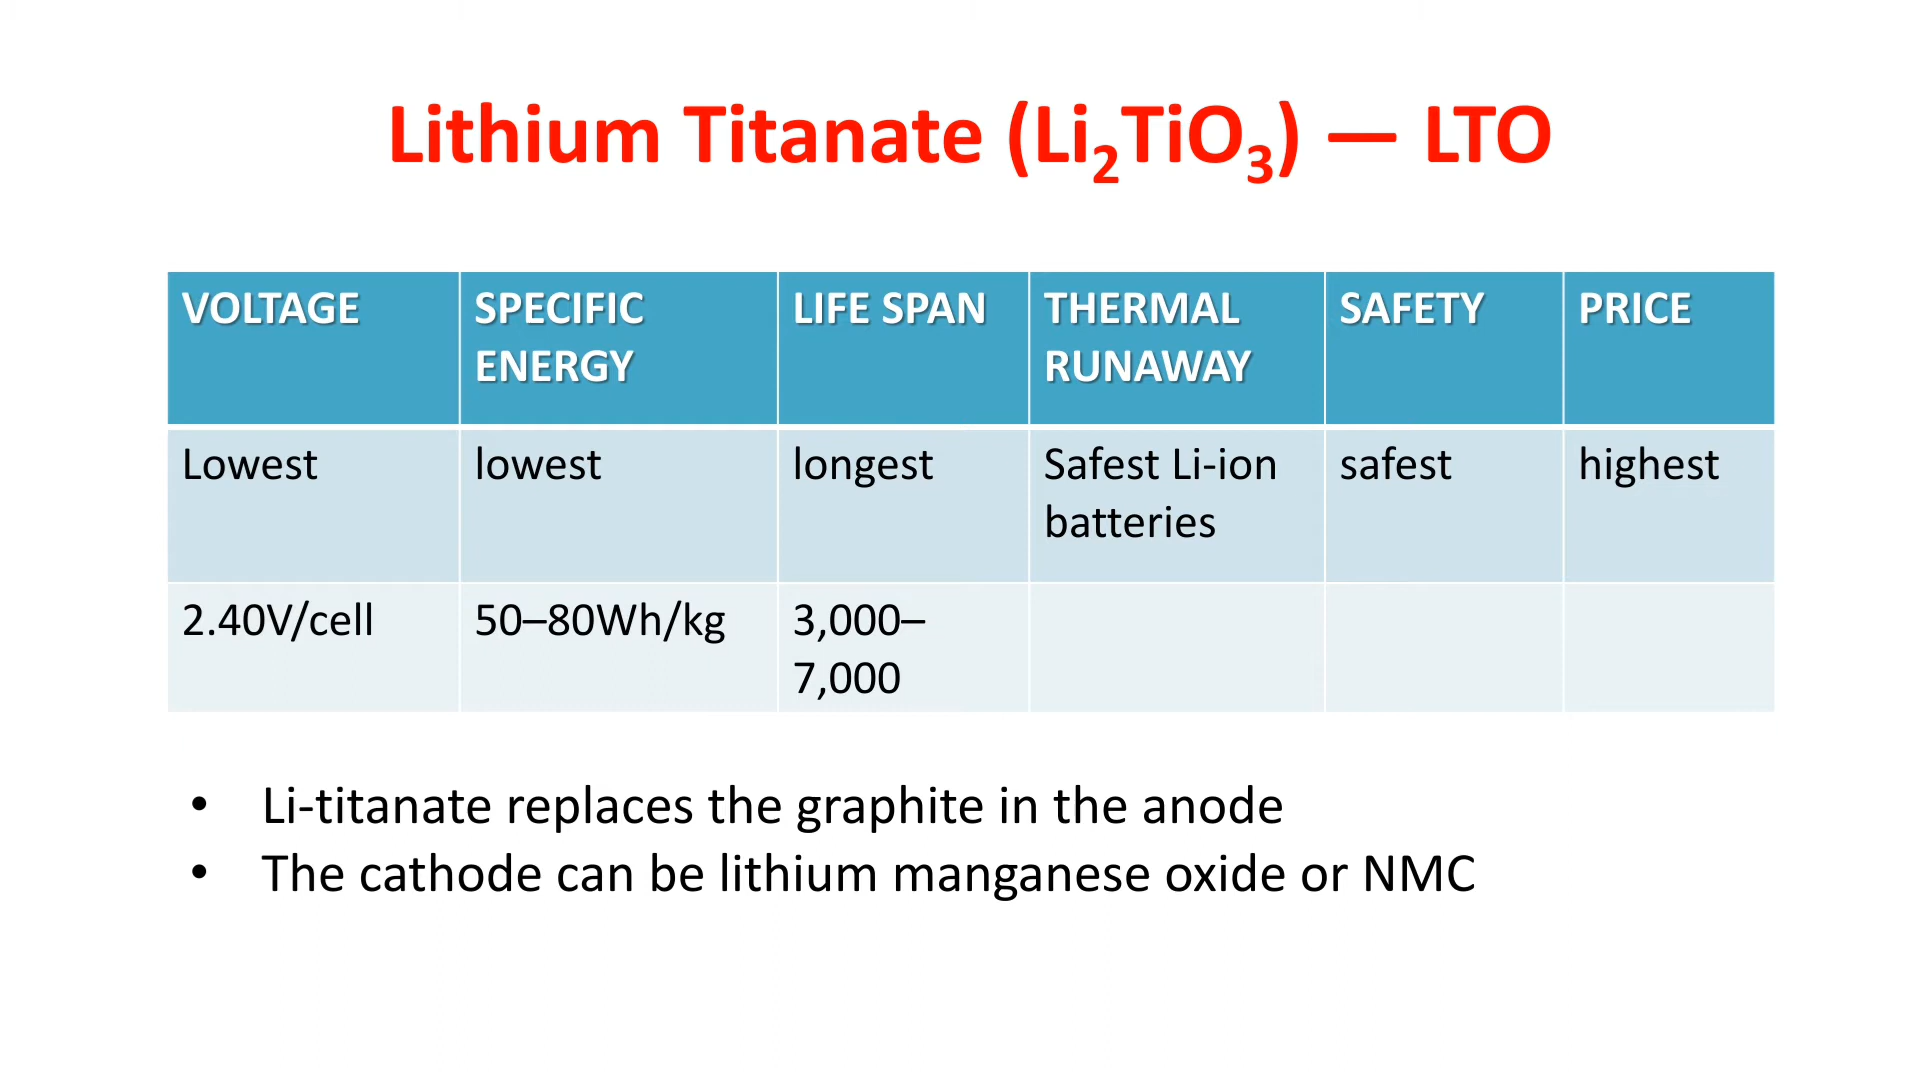 Lithium Titanate (Li₂TiO₃) — LTO
VOLTAGE
SPECIFIC
ENERGY
LIFE SPAN
THERMAL
RUNAWAY
SAFETY
PRICE
Lowest
lowest
longest
Safest Li-ion
batteries
safest
highest
2.40V/cell
50–80Wh/kg
3,000–
7,000
• Li-titanate replaces the graphite in the anode
• The cathode can be lithium manganese oxide or NMC